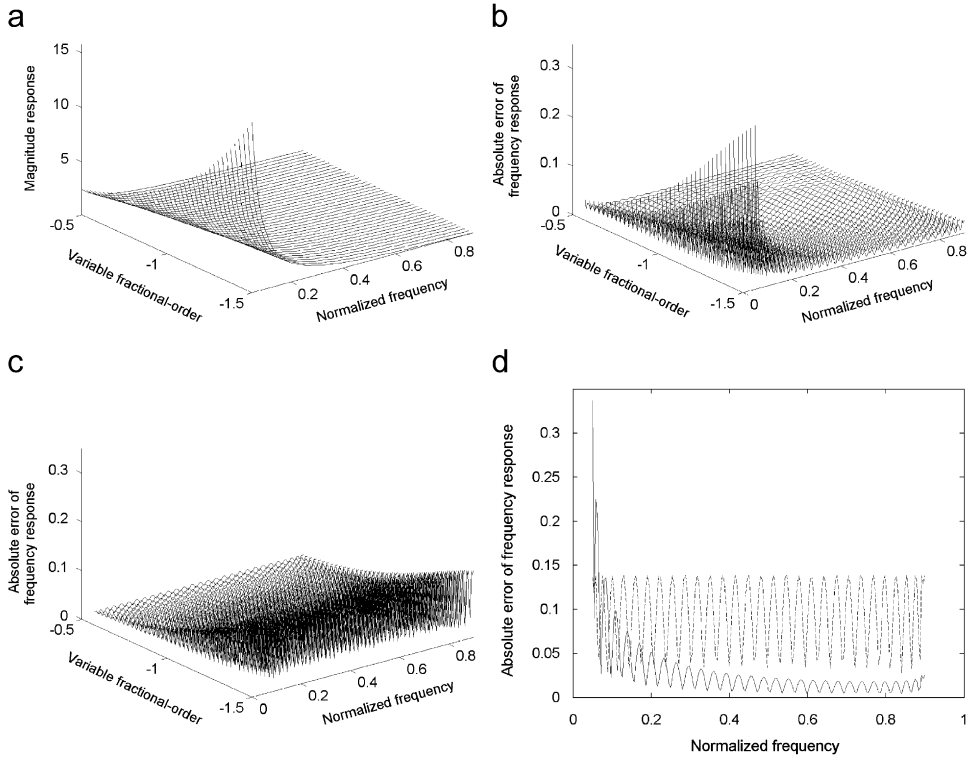 a
15
10
5
Magnitude response
-0.5
-1
-1.5
Variable fractional-order
0.2
0.4
0.6
0.8
Normalized frequency
b
0.3
0.2
0.1
0
Absolute error of
frequency response
-0.5
-1
-1.5
Variable fractional-order
0
0.2
0.4
0.6
0.8
Normalized frequency
c
0.3
0.2
0.1
0
Absolute error of
frequency response
-0.5
-1
-1.5
Variable fractional-order
0
0.2
0.4
0.6
0.8
Normalized frequency
d
0.3
0.25
0.2
0.15
0.1
0.05
0
Absolute error of frequency response
0
0.2
0.4
0.6
0.8
1
Normalized frequency